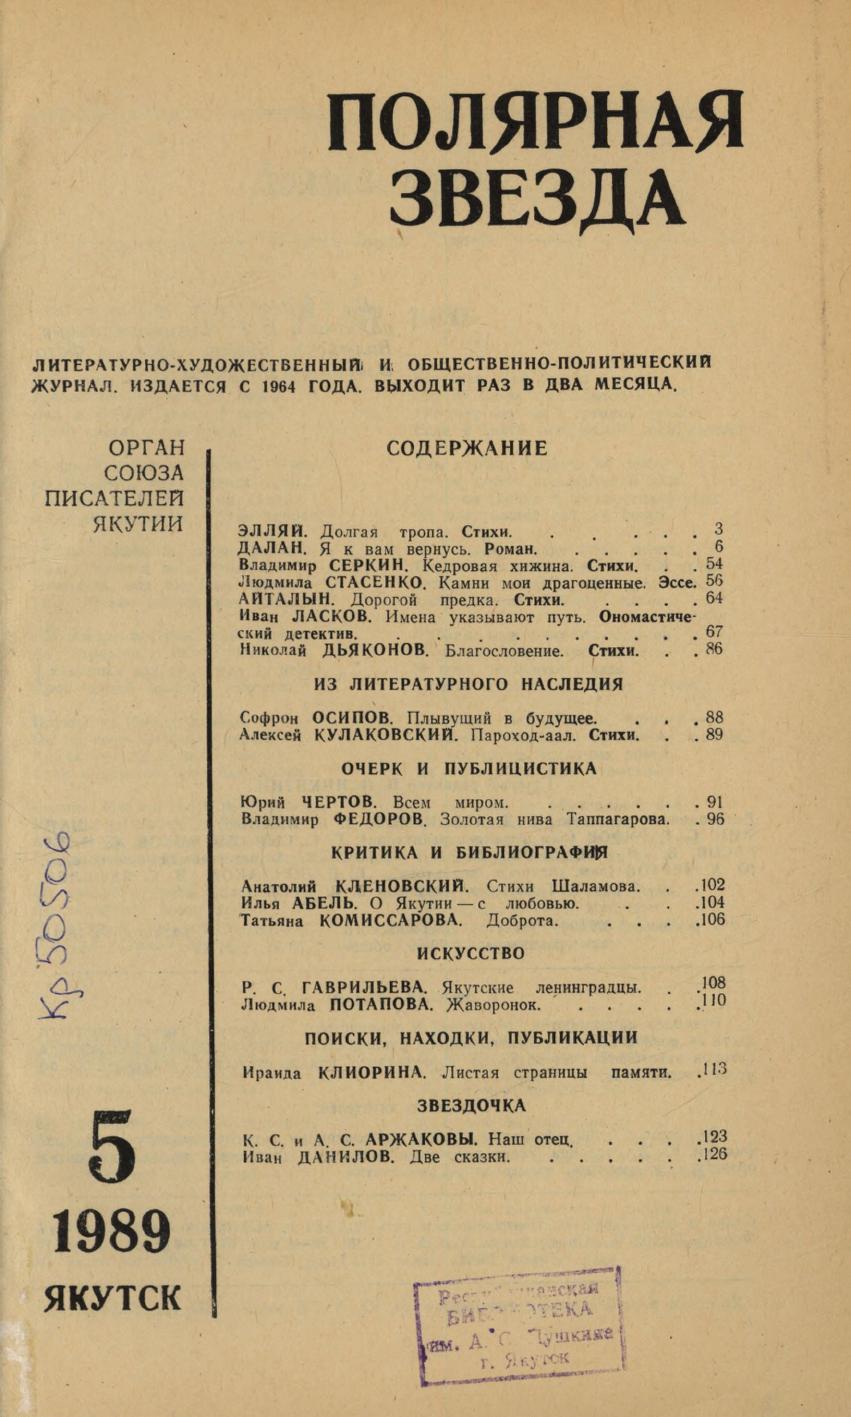 ПОЛЯРНАЯ
ЗВЕЗДА
ЛИТЕРАТУРНО-ХУДОЖЕСТВЕННЫЙ И ОБЩЕСТВЕННО-ПОЛИТИЧЕСКИЙ
ЖУРНАЛ. ИЗДАЕТСЯ С 1964 ГОДА. ВЫХОДИТ РАЗ В ДВА МЕСЯЦА.
ОРГАН
СОЮЗА
ПИСАТЕЛЕЙ
ЯКУТИИ
СОДЕРЖАНИЕ
ЭЛЛЯЙ. Долгая тропа. Стихи. . . . . . 3
ДАЛАН. Я к вам вернусь. Роман. . . . . . 6
Владимир СЕРКИН. Кедровая хижина. Стихи. . . 54
Людмила СТАСЕНКО. Камни мои драгоценные. Эссе. 56
АЙТАЛЫН. Дорогой предка. Стихи. . . . . 64
Иван ЛАСКОВ. Имена указывают путь. Ономастиче-
ский детектив. . . . . . . . . . . 67
Николай ДЬЯКОНОВ. Благословение. Стихи. . . 86
ИЗ ЛИТЕРАТУРНОГО НАСЛЕДИЯ
Софрон ОСИПОВ. Плывущий в будущее. . . . 88
Алексей КУЛАКОВСКИЙ. Пароход-аал. Стихи. . . 89
ОЧЕРК И ПУБЛИЦИСТИКА
Юрий ЧЕРТОВ. Всем миром. . . . . . . 91
Владимир ФЕДОРОВ. Золотая нива Таппагарова. . 96
КРИТИКА И БИБЛИОГРАФИЯ
Анатолий КЛЕНОВСКИЙ. Стихи Шаламова. . . 102
Илья АБЕЛЬ. О Якутии — с любовью. . . . 104
Татьяна КОМИССАРОВА. Доброта. . . . . 106
ИСКУССТВО
Р. С. ГАВРИЛЬЕВА. Якутские ленинградцы. . . 108
Людмила ПОТАПОВА. Жаворонок. . . . . . 110
ПОИСКИ, НАХОДКИ, ПУБЛИКАЦИИ
Ираида КЛИОРИНА. Листая страницы памяти. . 113
ЗВЕЗДОЧКА
К. С. и А. С. АРЖАКОВЫ. Наш отец. . . . . 123
Иван ДАНИЛОВ. Две сказки. . . . . . . 126
Кр50506
5
1989
ЯКУТСК
им. А. С. Пушкина
г. Якутск